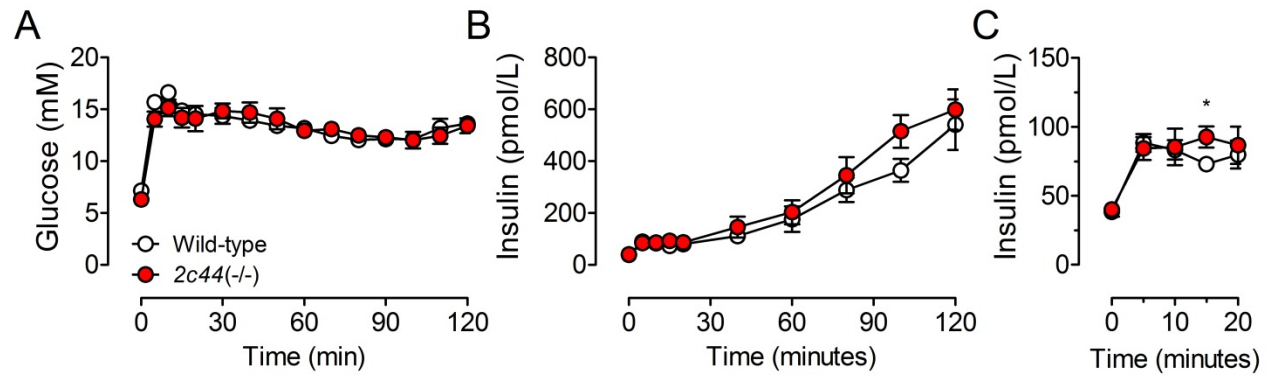 A
Glucose (mM)
20
15
10
5
0
Wild-type
2c44(-/-)
0 30 60 90 120
Time (min)
B
Insulin (pmol/L)
800
600
400
200
0
0 30 60 90 120
Time (minutes)
C
Insulin (pmol/L)
150
100
50
0
*
0 10 20
Time (minutes)